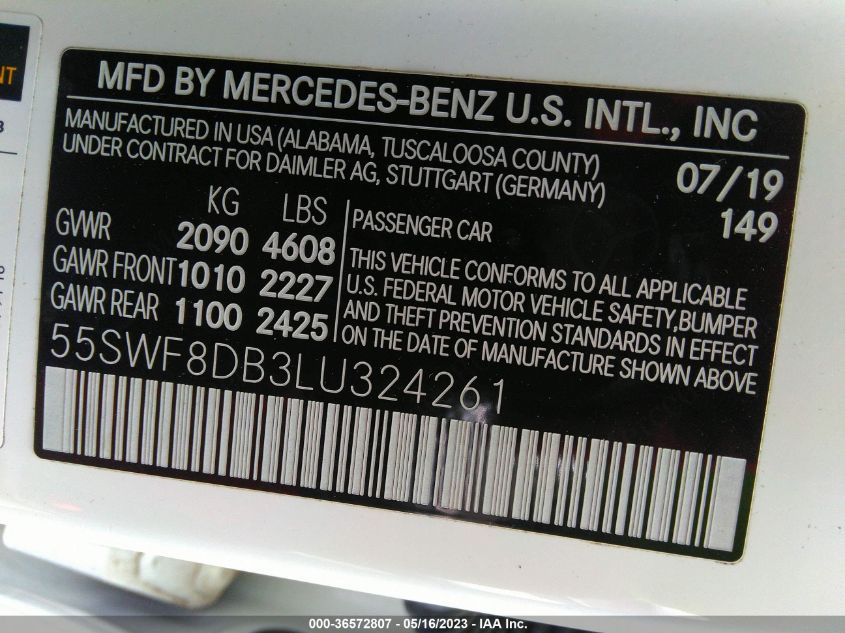 NT
MFD BY MERCEDES-BENZ U.S. INTL., INC
MANUFACTURED IN USA (ALABAMA, TUSCALOOSA COUNTY)
UNDER CONTRACT FOR DAIMLER AG, STUTTGART (GERMANY)
07/19
149
KG LBS
GVWR 2090 4608
GAWR FRONT 1010 2227
GAWR REAR 1100 2425
PASSENGER CAR
THIS VEHICLE CONFORMS TO ALL APPLICABLE
U.S. FEDERAL MOTOR VEHICLE SAFETY,BUMPER
AND THEFT PREVENTION STANDARDS IN EFFECT
ON THE DATE OF MANUFACTURE SHOWN ABOVE
55SWF8DB3LU324261
000-36572807 - 05/16/2023 - IAA Inc.